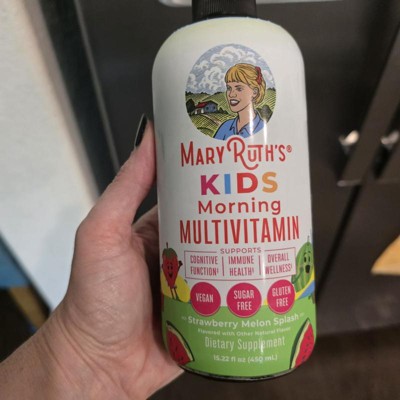 MARY RUTH'S®
KIDS
Morning
MULTIVITAMIN
SUPPORTS
COGNITIVE FUNCTION‡
IMMUNE HEALTH‡
OVERALL WELLNESS‡
VEGAN
SUGAR FREE
GLUTEN FREE
Strawberry Melon Splash
Flavored with Other Natural Flavor
Dietary Supplement
15.22 fl oz (450 mL)